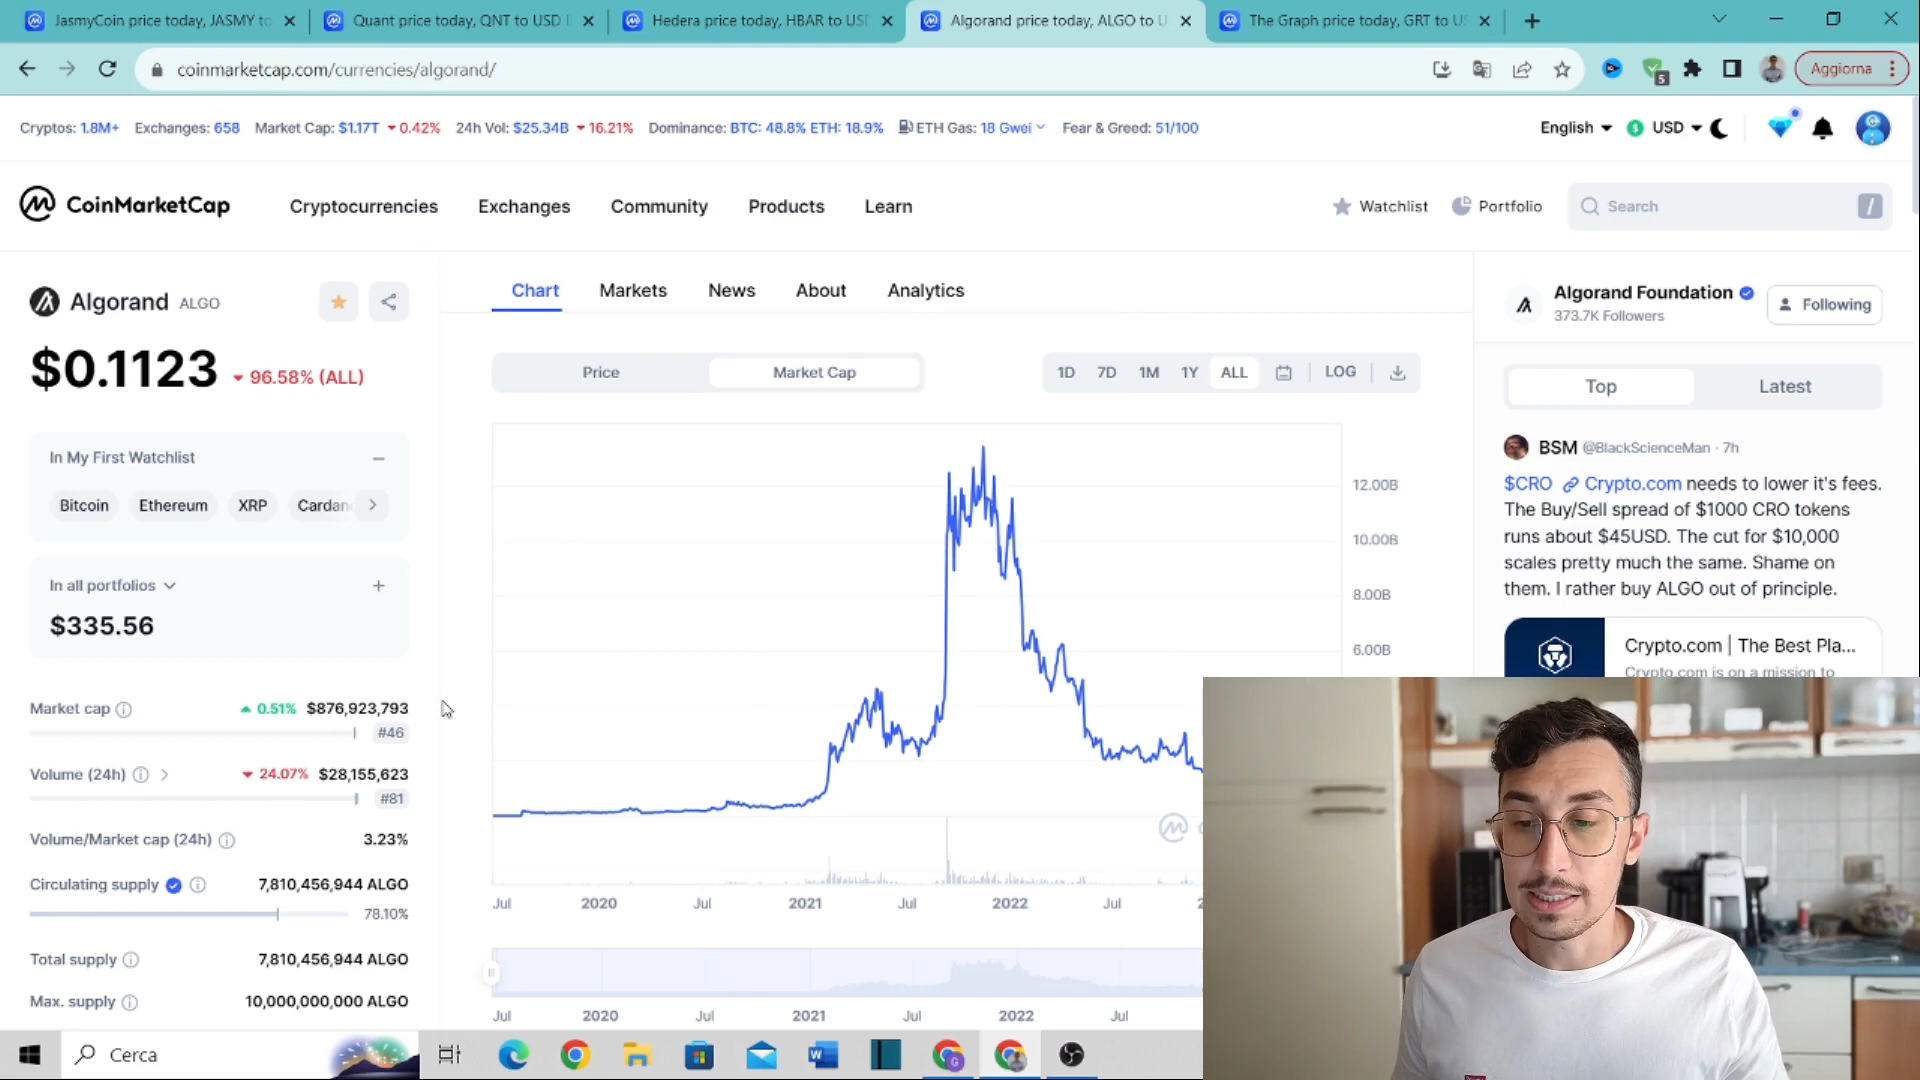 JasmyCoin price today, JASMY to
Quant price today, QNT to USD
Hedera price today, HBAR to USD
Algorand price today, ALGO to U
The Graph price today, GRT to US
coinmarketcap.com/currencies/algorand/
5
Aggiorna
Cryptos: 1.8M+ Exchanges: 658 Market Cap: $1.17T 0.42% 24h Vol: $25.34B 16.21% Dominance: BTC: 48.8% ETH: 18.9% ETH Gas: 18 Gwei Fear & Greed: 51/100
English USD
CoinMarketCap
Cryptocurrencies Exchanges Community Products Learn
Watchlist Portfolio Search /
Algorand ALGO
$0.1123 96.58% (ALL)
In My First Watchlist
Bitcoin Ethereum XRP Cardan
In all portfolios
$335.56
Market cap 0.51% $876,923,793
#46
Volume (24h) 24.07% $28,155,623
#81
Volume/Market cap (24h) 3.23%
Circulating supply 7,810,456,944 ALGO
78.10%
Total supply 7,810,456,944 ALGO
Max. supply 10,000,000,000 ALGO
Chart Markets News About Analytics
Price Market Cap
1D 7D 1M 1Y ALL LOG
12.00B
10.00B
8.00B
6.00B
Jul 2020 Jul 2021 Jul 2022 Jul 2
Jul 2020 Jul 2021 Jul 2022 Jul
Algorand Foundation
373.7K Followers
Following
Top Latest
BSM @BlackScienceMan · 7h
$CRO Crypto.com needs to lower it's fees.
The Buy/Sell spread of $1000 CRO tokens
runs about $45USD. The cut for $10,000
scales pretty much the same. Shame on
them. I rather buy ALGO out of principle.
Crypto.com | The Best Pla...
Crypto.com is on a mission to
Cerca